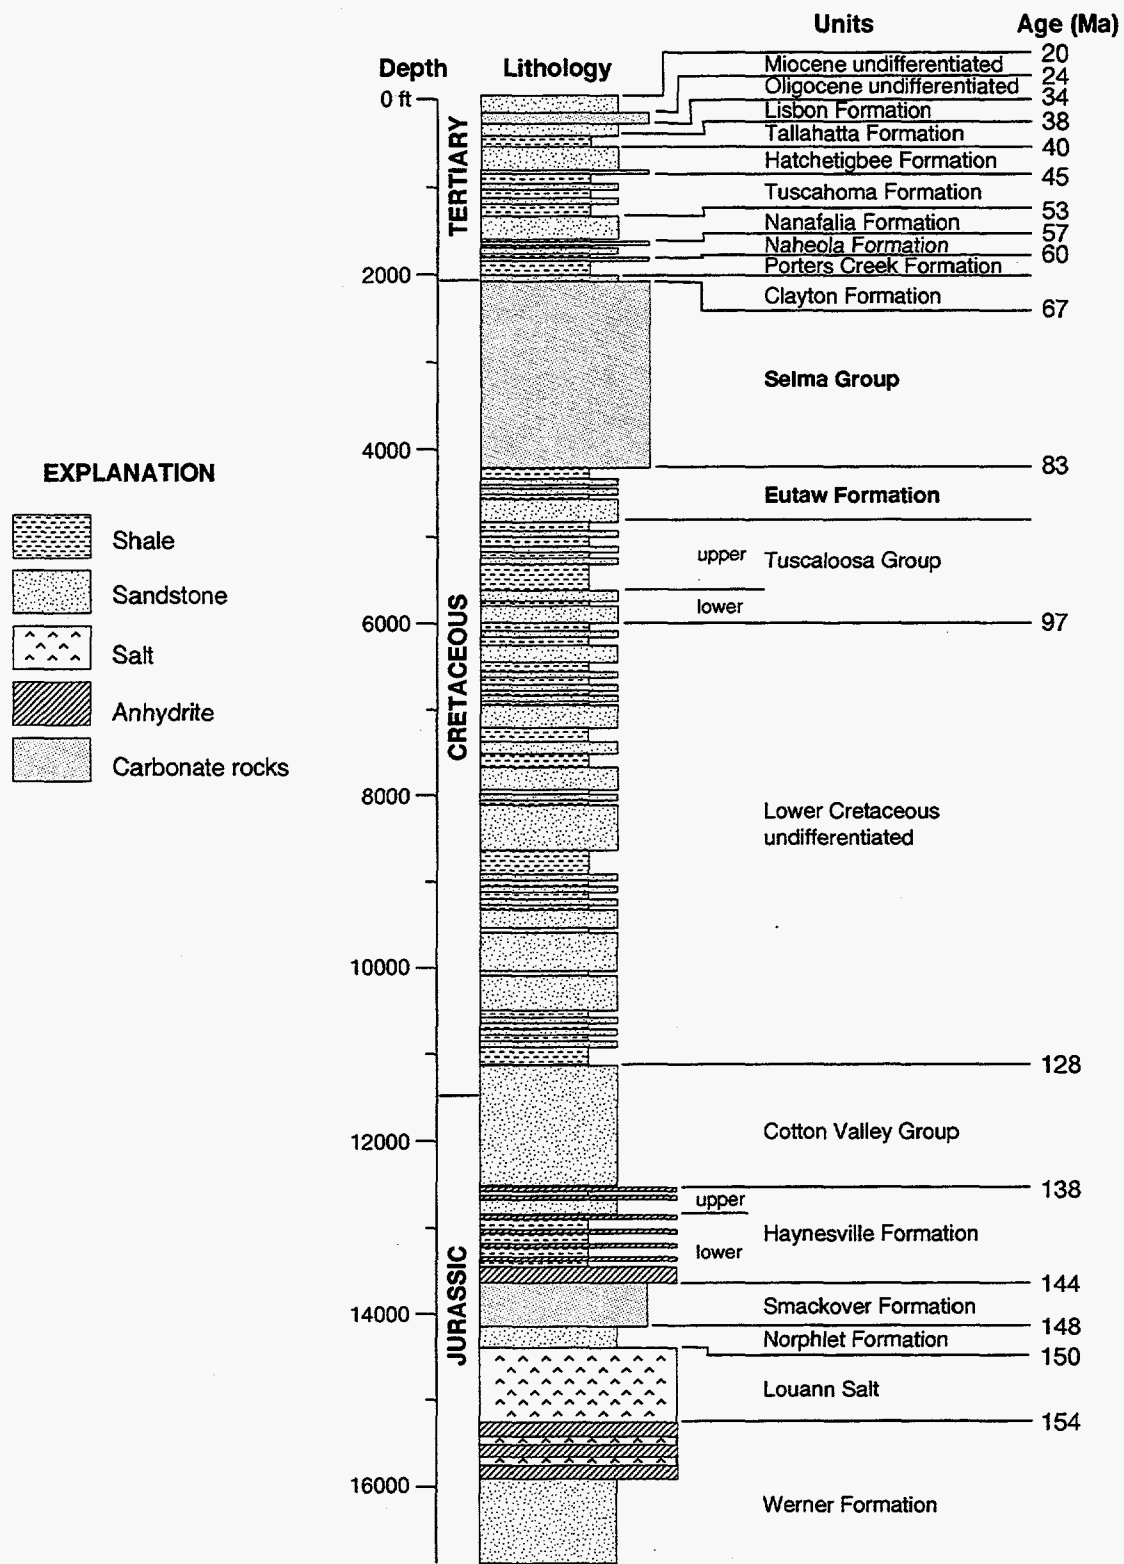 Units Age (Ma)
Depth Lithology
20
Miocene undifferentiated
24
Oligocene undifferentiated
0 ft
34
Lisbon Formation
38
Tallahatta Formation
40
Hatchetigbee Formation
45
Tuscahoma Formation
53
Nanafalia Formation
57
Naheola Formation
60
Porters Creek Formation
2000
Clayton Formation
67
TERTIARY
Selma Group
4000
83
Eutaw Formation
upper
Tuscaloosa Group
lower
6000
97
CRETACEOUS
8000
Lower Cretaceous
undifferentiated
10000
128
Cotton Valley Group
12000
138
upper
Haynesville Formation
lower
144
Smackover Formation
14000
148
Norphlet Formation
150
JURASSIC
Louann Salt
154
16000
Werner Formation
EXPLANATION
Shale
Sandstone
Salt
Anhydrite
Carbonate rocks